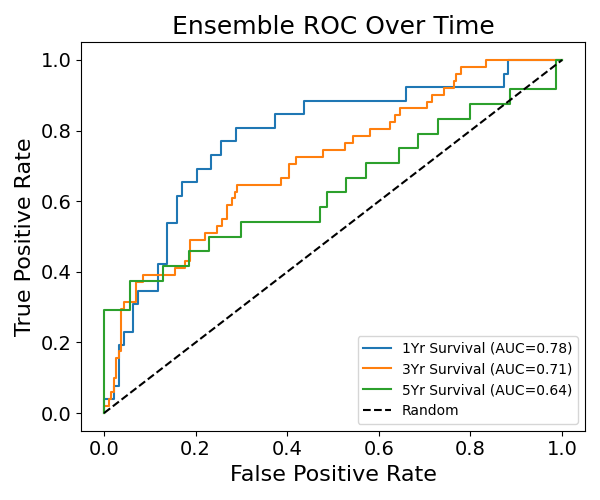 Ensemble ROC Over Time
True Positive Rate
1.0
0.8
0.6
0.4
0.2
0.0
1Yr Survival (AUC=0.78)
3Yr Survival (AUC=0.71)
5Yr Survival (AUC=0.64)
Random
0.0 0.2 0.4 0.6 0.8 1.0
False Positive Rate